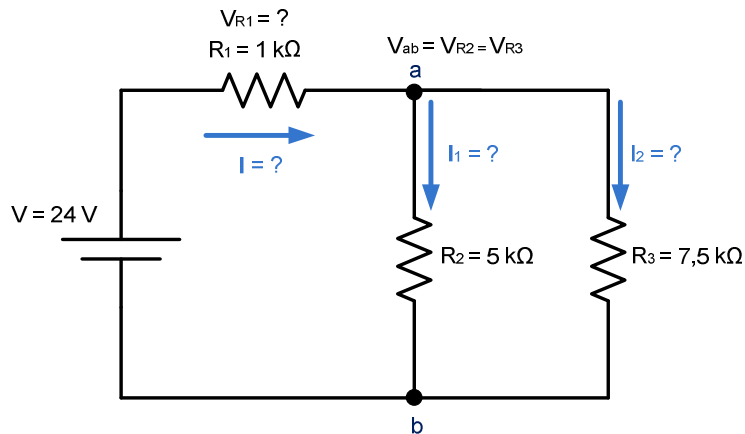 VR1 = ?
R1 = 1 kΩ
Vab = VR2 = VR3
a
I = ?
I1 = ?
I2 = ?
V = 24 V
R2 = 5 kΩ
R3 = 7,5 kΩ
b